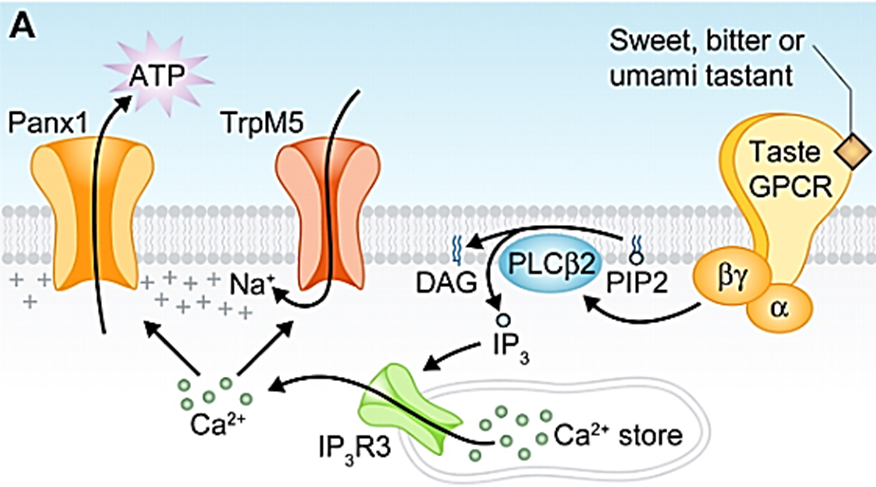 A
Sweet, bitter or
umami tastant
ATP
Panx1
TrpM5
Taste
GPCR
Na⁺
DAG
PLCβ2
PIP2
βγ
α
IP₃
Ca²⁺
IP₃R3
Ca²⁺ store